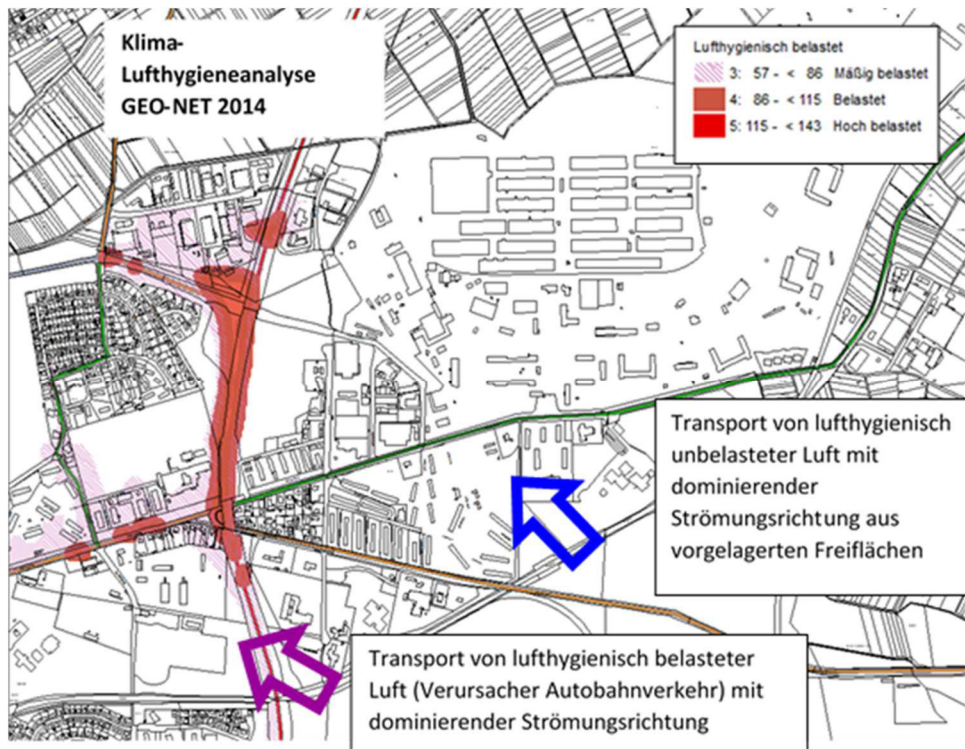 Klima-
Lufthygieneanalyse
GEO-NET 2014
Lufthygienisch belastet
3: 57 - < 86 Mäßig belastet
4: 86 - < 115 Belastet
5: 115 - < 143 Hoch belastet
Transport von lufthygienisch
unbelasteter Luft mit
dominierender
Strömungsrichtung aus
vorgelagerten Freiflächen
Transport von lufthygienisch belasteter
Luft (Verursacher Autobahnverkehr) mit
dominierender Strömungsrichtung